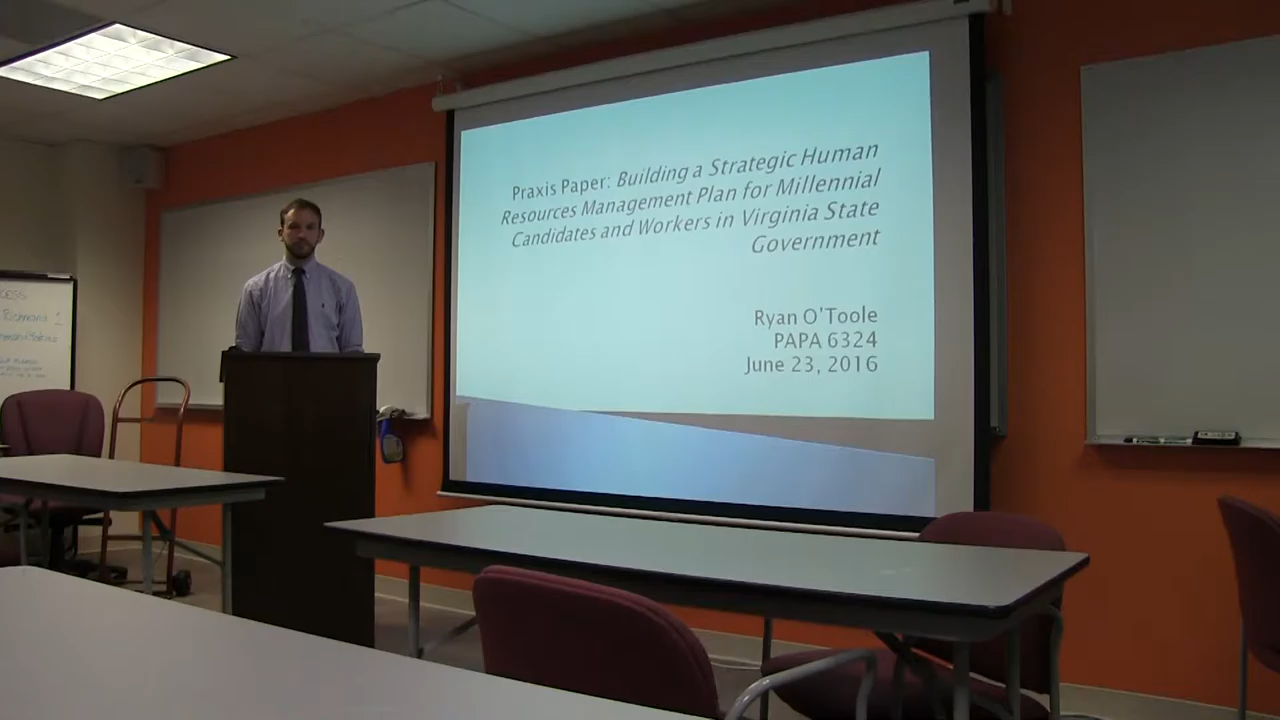 Praxis Paper: Building a Strategic Human
Resources Management Plan for Millennial
Candidates and Workers in Virginia State
Government
Ryan O'Toole
PAPA 6324
June 23, 2016
Richmond